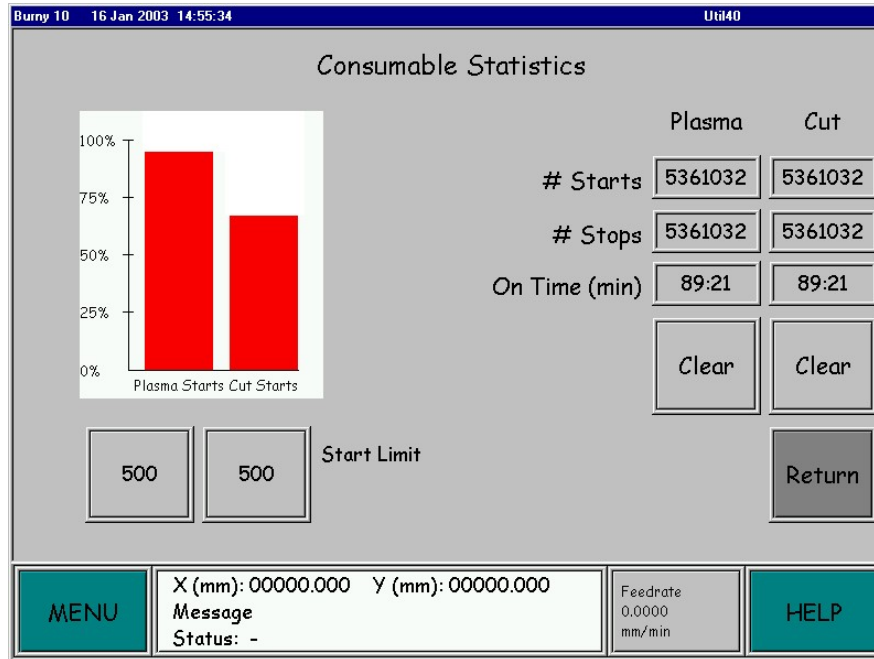 Burny 10 16 Jan 2003 14:55:34 Util40
Consumable Statistics
100%
75%
50%
25%
0%
Plasma Starts Cut Starts
Plasma Cut
# Starts 5361032 5361032
# Stops 5361032 5361032
On Time (min) 89:21 89:21
Clear Clear
500 500 Start Limit
Return
MENU
X (mm): 00000.000 Y (mm): 00000.000
Message
Status: -
Feedrate
0.0000
mm/min
HELP